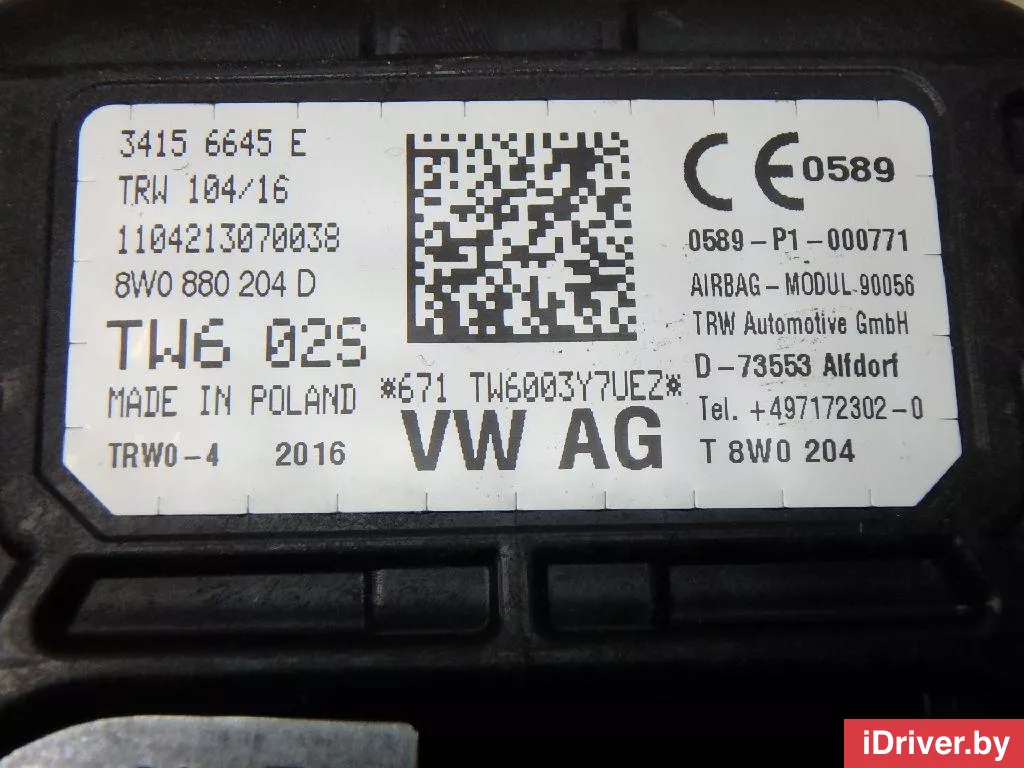 34156645 E
TRW 104/16
1104213070038
8W0 880 204 D
TW6 02S
MADE IN POLAND
TRW0-4 2016
*671 TW6003Y7UEZ*
VW AG
CE 0589
0589-P1-000771
AIRBAG-MODUL-90056
TRW Automotive GmbH
D-73553 Alfdorf
Tel. +497172302-0
T 8W0 204
iDriver.by